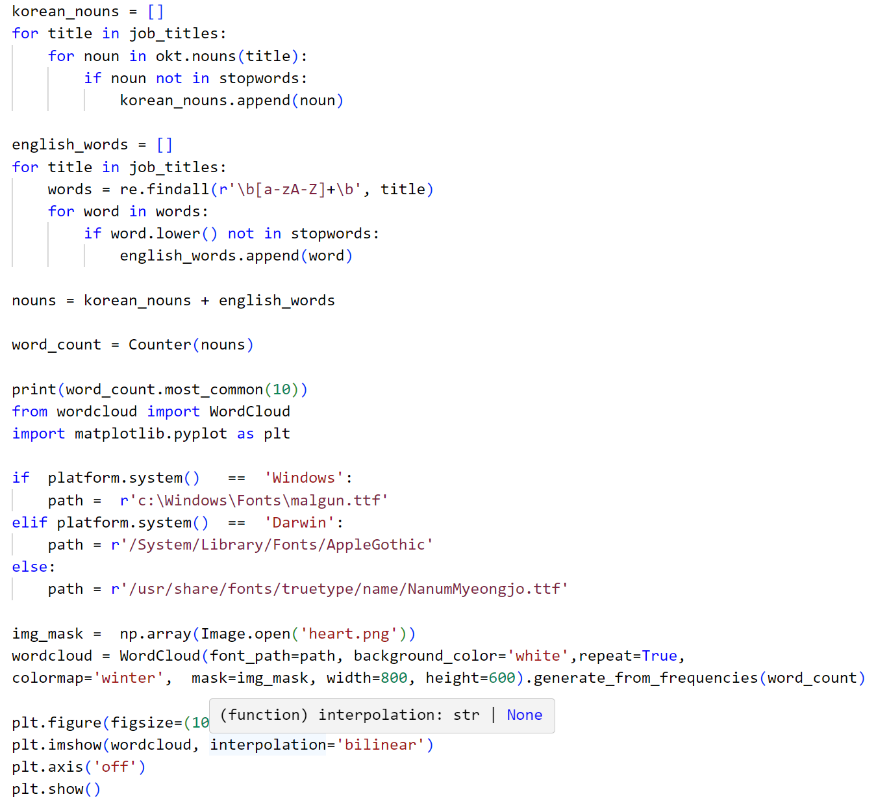 korean_nouns = []
for title in job_titles:
    for noun in okt.nouns(title):
        if noun not in stopwords:
            korean_nouns.append(noun)

english_words = []
for title in job_titles:
    words = re.findall(r'\b[a-zA-Z]+\b', title)
    for word in words:
        if word.lower() not in stopwords:
            english_words.append(word)

nouns = korean_nouns + english_words

word_count = Counter(nouns)

print(word_count.most_common(10))
from wordcloud import WordCloud
import matplotlib.pyplot as plt

if  platform.system()   ==  'Windows':
    path =  r'c:\Windows\Fonts\malgun.ttf'
elif platform.system()  ==  'Darwin':
    path = r'/System/Library/Fonts/AppleGothic'
else:
    path = r'/usr/share/fonts/truetype/name/NanumMyeongjo.ttf'

img_mask =  np.array(Image.open('heart.png'))
wordcloud = WordCloud(font_path=path, background_color='white',repeat=True,
colormap='winter',  mask=img_mask, width=800, height=600).generate_from_frequencies(word_count)

plt.figure(figsize=(10
(function) interpolation: str | None
plt.imshow(wordcloud, interpolation='bilinear')
plt.axis('off')
plt.show()